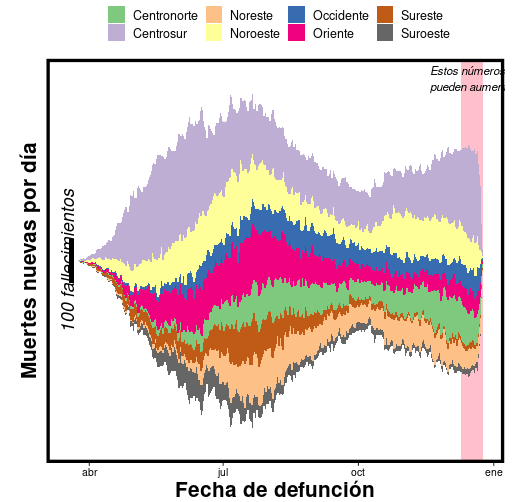 Centronorte Noreste Occidente Sureste
Centrosur Noroeste Oriente Suroeste
Estos números
pueden aumen
Muertes nuevas por día
100 fallecimientos
abr jul oct ene
Fecha de defunción